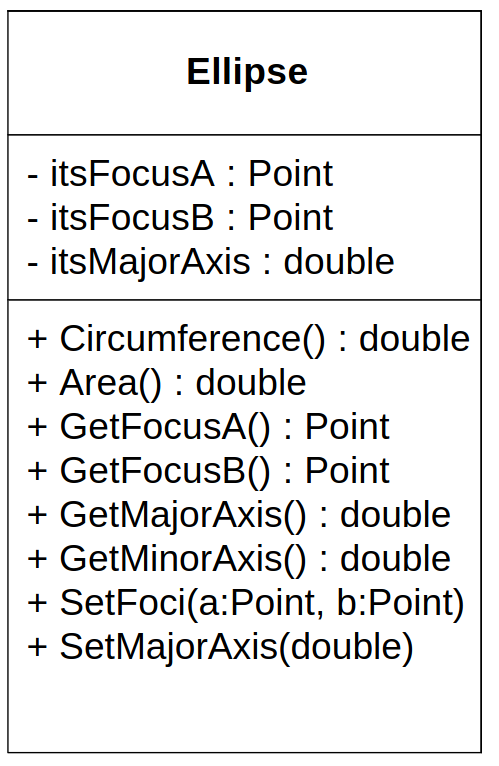 Ellipse
- itsFocusA : Point
- itsFocusB : Point
- itsMajorAxis : double
+ Circumference() : double
+ Area() : double
+ GetFocusA() : Point
+ GetFocusB() : Point
+ GetMajorAxis() : double
+ GetMinorAxis() : double
+ SetFoci(a:Point, b:Point)
+ SetMajorAxis(double)